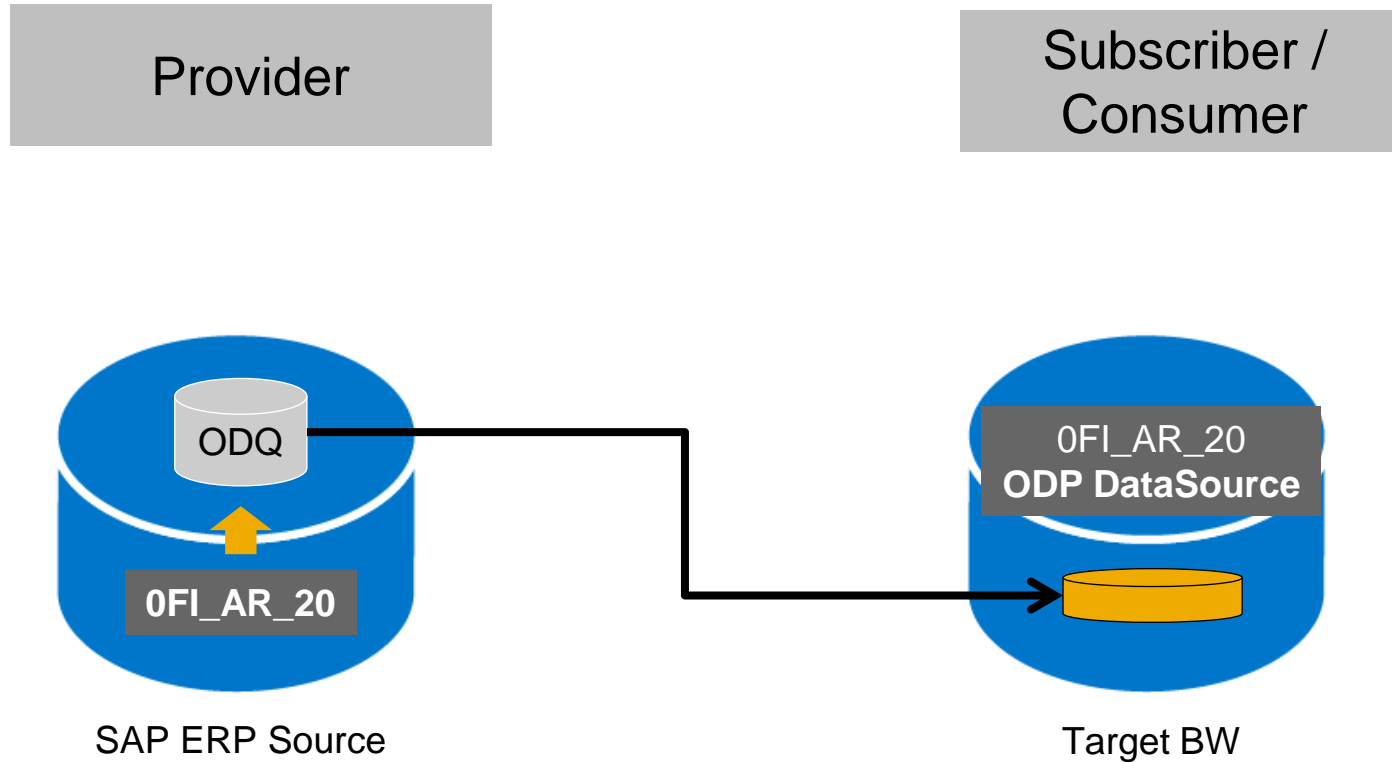 Provider
Subscriber /
Consumer
ODQ
0FI_AR_20
0FI_AR_20
ODP DataSource
SAP ERP Source
Target BW